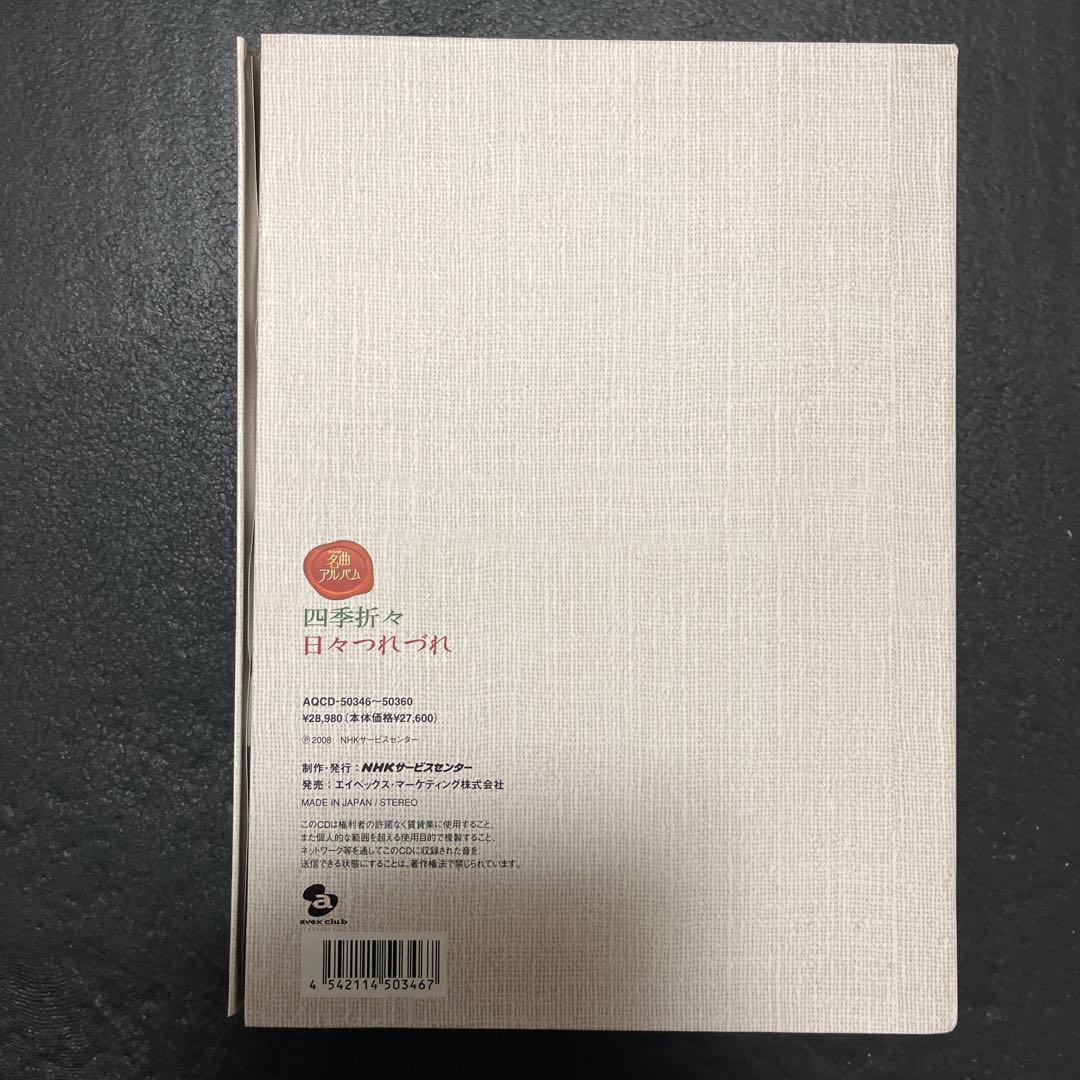 NHK
名曲
アルバム
四季折々
日々つれづれ
AQCD-50346〜50360
¥28,980(本体価格¥27,600)
Ⓟ2008 NHKサービスセンター
制作・発行：NHKサービスセンター
発売：エイベックス・マーケティング株式会社
MADE IN JAPAN / STEREO
このCDは権利者の許諾なく賃貸業に使用すること、
また個人的な範囲を超える使用目的で複製すること、
ネットワーク等を通してこのCDに収録された音を
送信できる状態にすることは、著作権法で禁じられています。
a
avex club
4 542114 503467